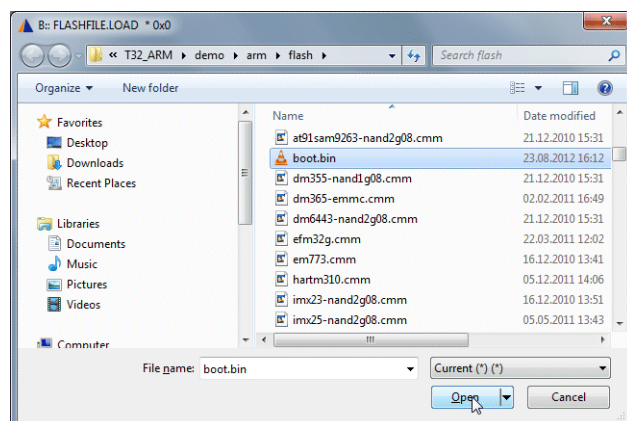 B:: FLASHFILE.LOAD * 0x0
« T32_ARM ▸ demo ▸ arm ▸ flash ▸
Search flash
Organize ▾ New folder
Name Date modified
Favorites
Desktop
Downloads
Recent Places
Libraries
Documents
Music
Pictures
Videos
Computer
at91sam9263-nand2g08.cmm 21.12.2010 15:31
boot.bin 23.08.2012 16:12
dm355-nand1g08.cmm 21.12.2010 15:31
dm365-emmc.cmm 02.02.2011 16:49
dm6443-nand2g08.cmm 21.12.2010 15:31
efm32g.cmm 22.03.2011 12:02
em773.cmm 16.12.2010 13:41
hartm310.cmm 05.12.2011 14:06
imx23-nand2g08.cmm 16.12.2010 13:51
imx25-nand2g08.cmm 05.05.2011 13:43
File name: boot.bin
Current (*) (*)
Open Cancel